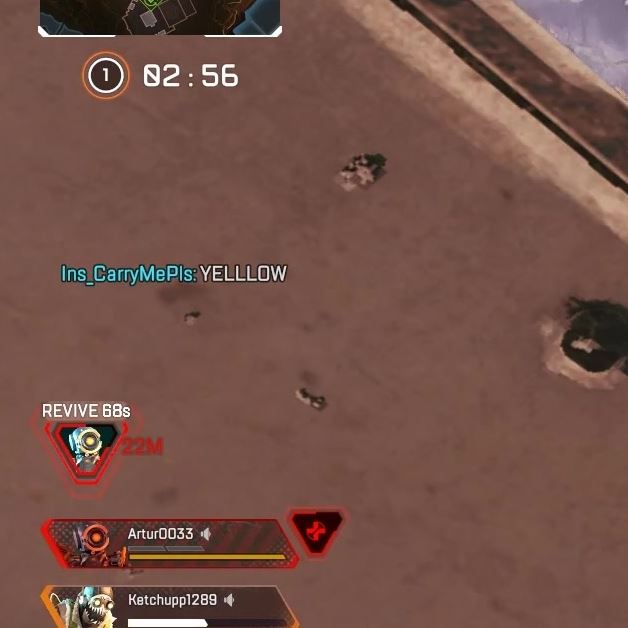 1 02:56
Ins_CarryMePls: YELLLOW
REVIVE 68s
22M
Artur0033
Ketchupp1289